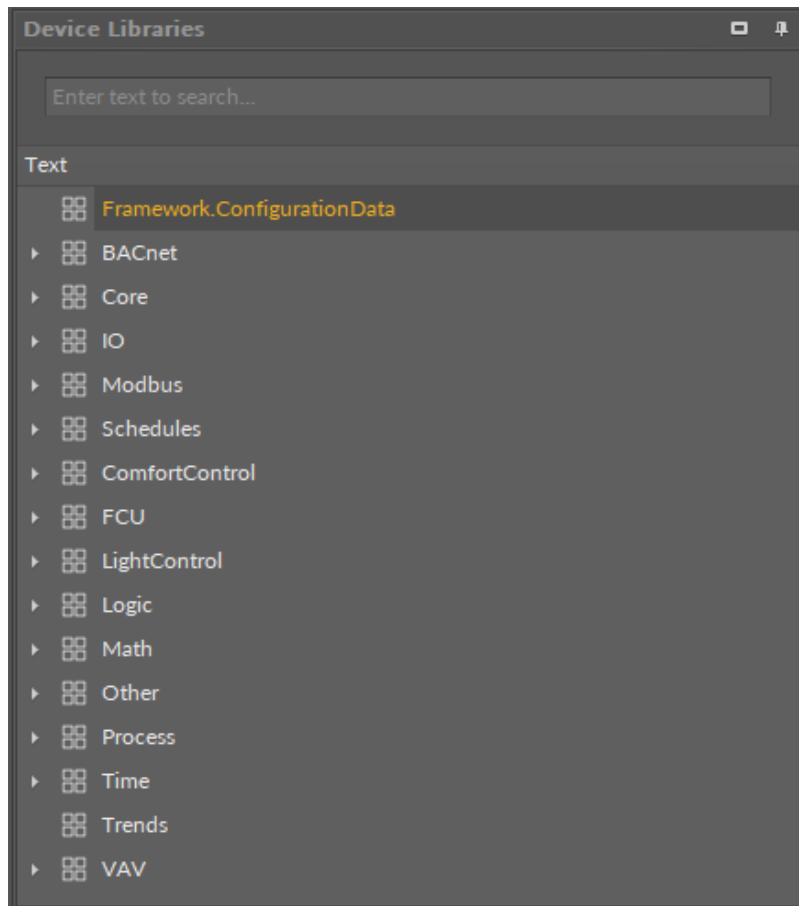 Device Libraries
Enter text to search...
Text
Framework.ConfigurationData
BACnet
Core
IO
Modbus
Schedules
ComfortControl
FCU
LightControl
Logic
Math
Other
Process
Time
Trends
VAV